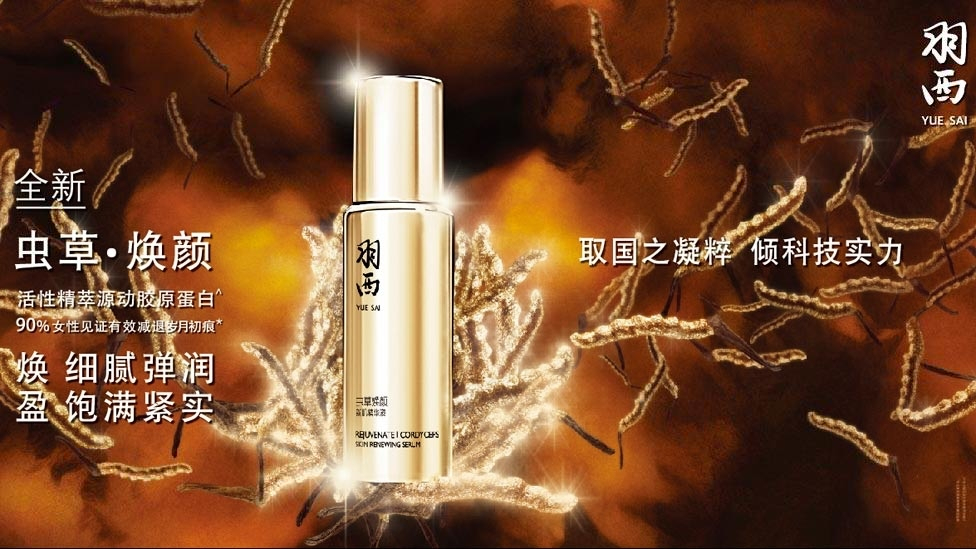 全新
虫草·焕颜
活性精萃源动胶原蛋白^
90%女性见证有效减退岁月初痕*
焕 细腻弹润
盈 饱满紧实
羽西
YUE SAI
虫草焕颜
REJUVENATE | CORDYCEPS
SKIN RENEWING SERUM
取国之凝粹 倾科技实力
羽西
YUE SAI